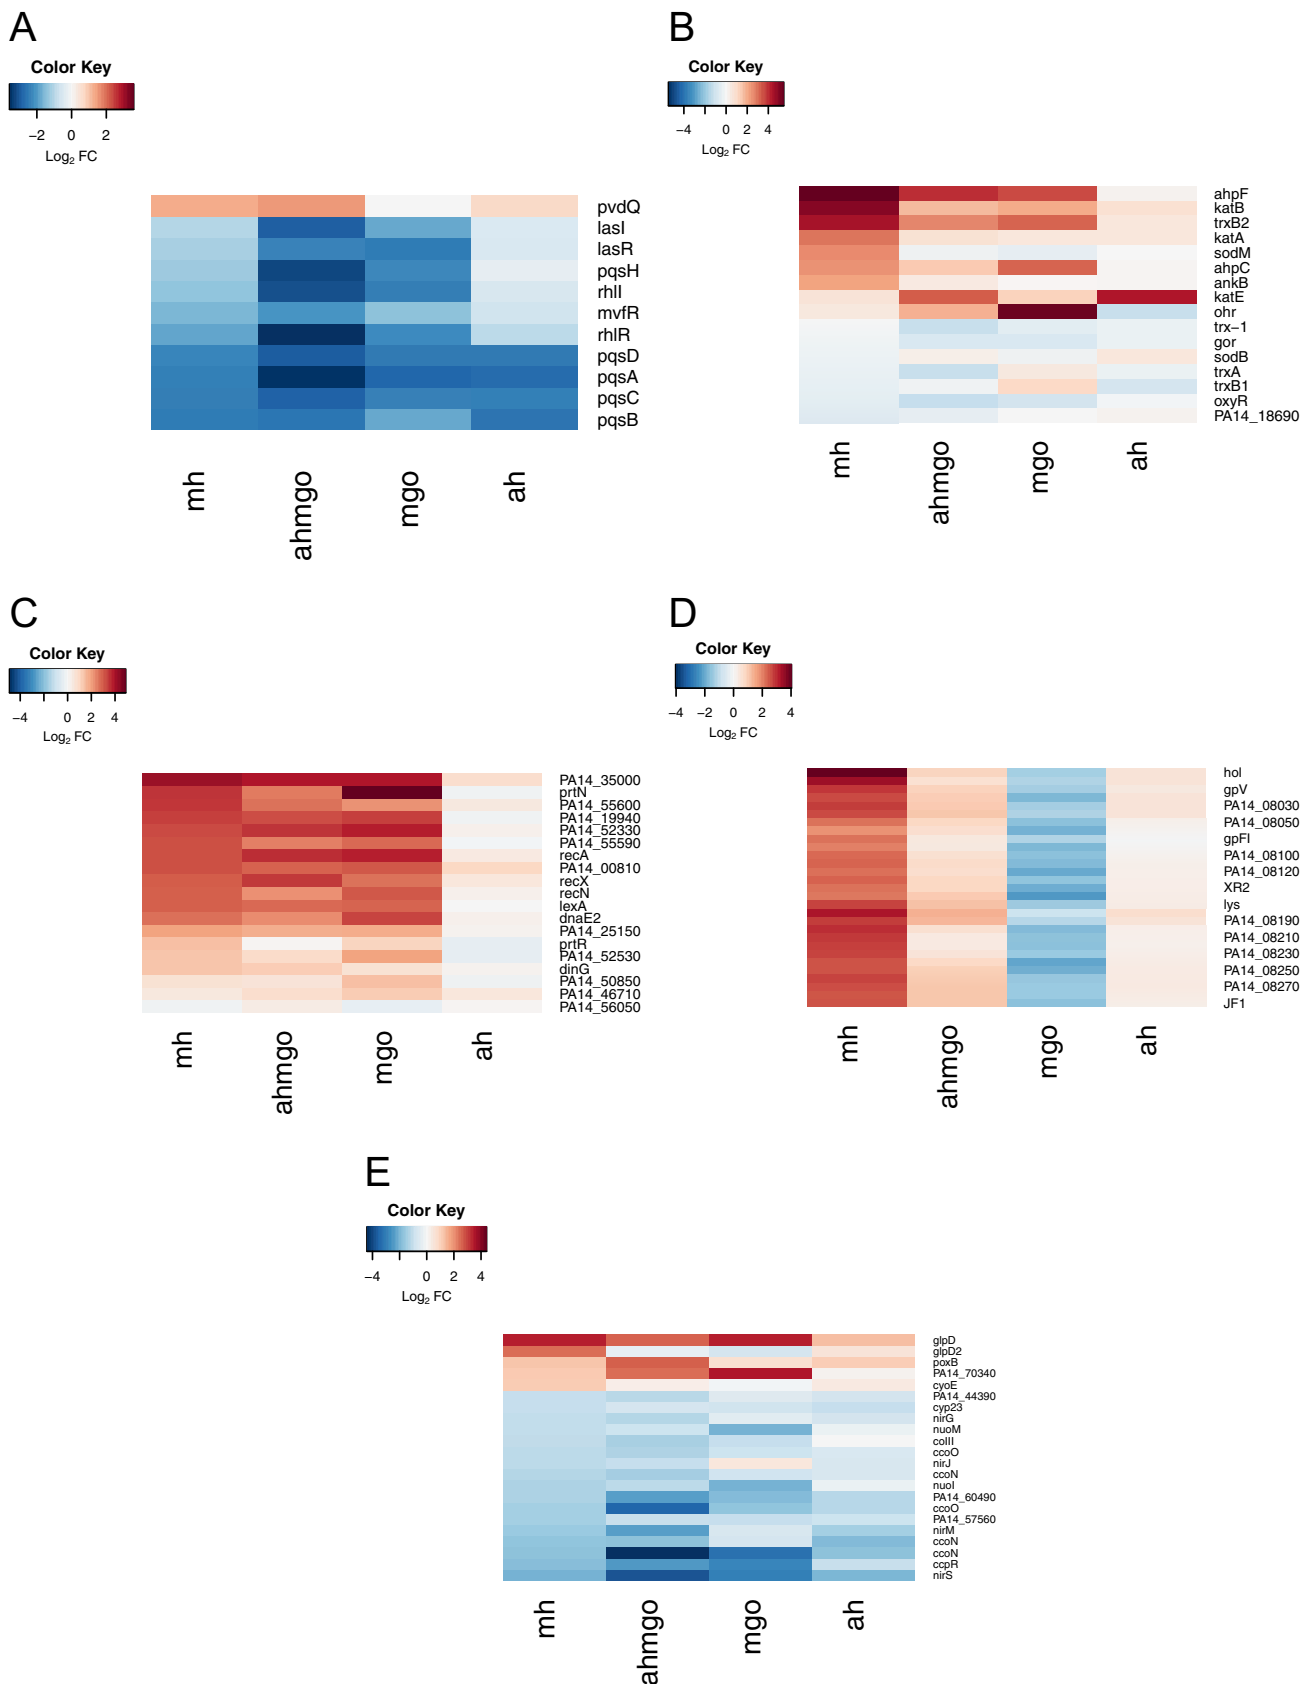 A
Color Key
−2 0 2
Log2 FC
pvdQ
lasI
lasR
pqsH
rhlI
mvfR
rhlR
pqsD
pqsA
pqsC
pqsB
mh
ahmgo
mgo
ah
B
Color Key
−4 0 2 4
Log2 FC
ahpF
katB
trxB2
katA
sodM
ahpC
ankB
katE
ohr
trx−1
gor
sodB
trxA
trxB1
oxyR
PA14_18690
mh
ahmgo
mgo
ah
C
Color Key
−4 0 2 4
Log2 FC
PA14_35000
prtN
PA14_55600
PA14_19940
PA14_52330
PA14_55590
recA
PA14_00810
recX
recN
lexA
dnaE2
PA14_25150
prtR
PA14_52530
dinG
PA14_50850
PA14_46710
PA14_56050
mh
ahmgo
mgo
ah
D
Color Key
−4 −2 0 2 4
Log2 FC
hol
gpV
PA14_08030
PA14_08050
gpFI
PA14_08100
PA14_08120
XR2
lys
PA14_08190
PA14_08210
PA14_08230
PA14_08250
PA14_08270
JF1
mh
ahmgo
mgo
ah
E
Color Key
−4 0 2 4
Log2 FC
glpD
glpD2
poxB
PA14_70340
cyoE
PA14_44390
cyp23
nirG
nuoM
coIII
ccoO
nirJ
ccoN
nuoI
PA14_60490
ccoO
PA14_57560
nirM
ccoN
ccoN
ccpR
nirS
mh
ahmgo
mgo
ah